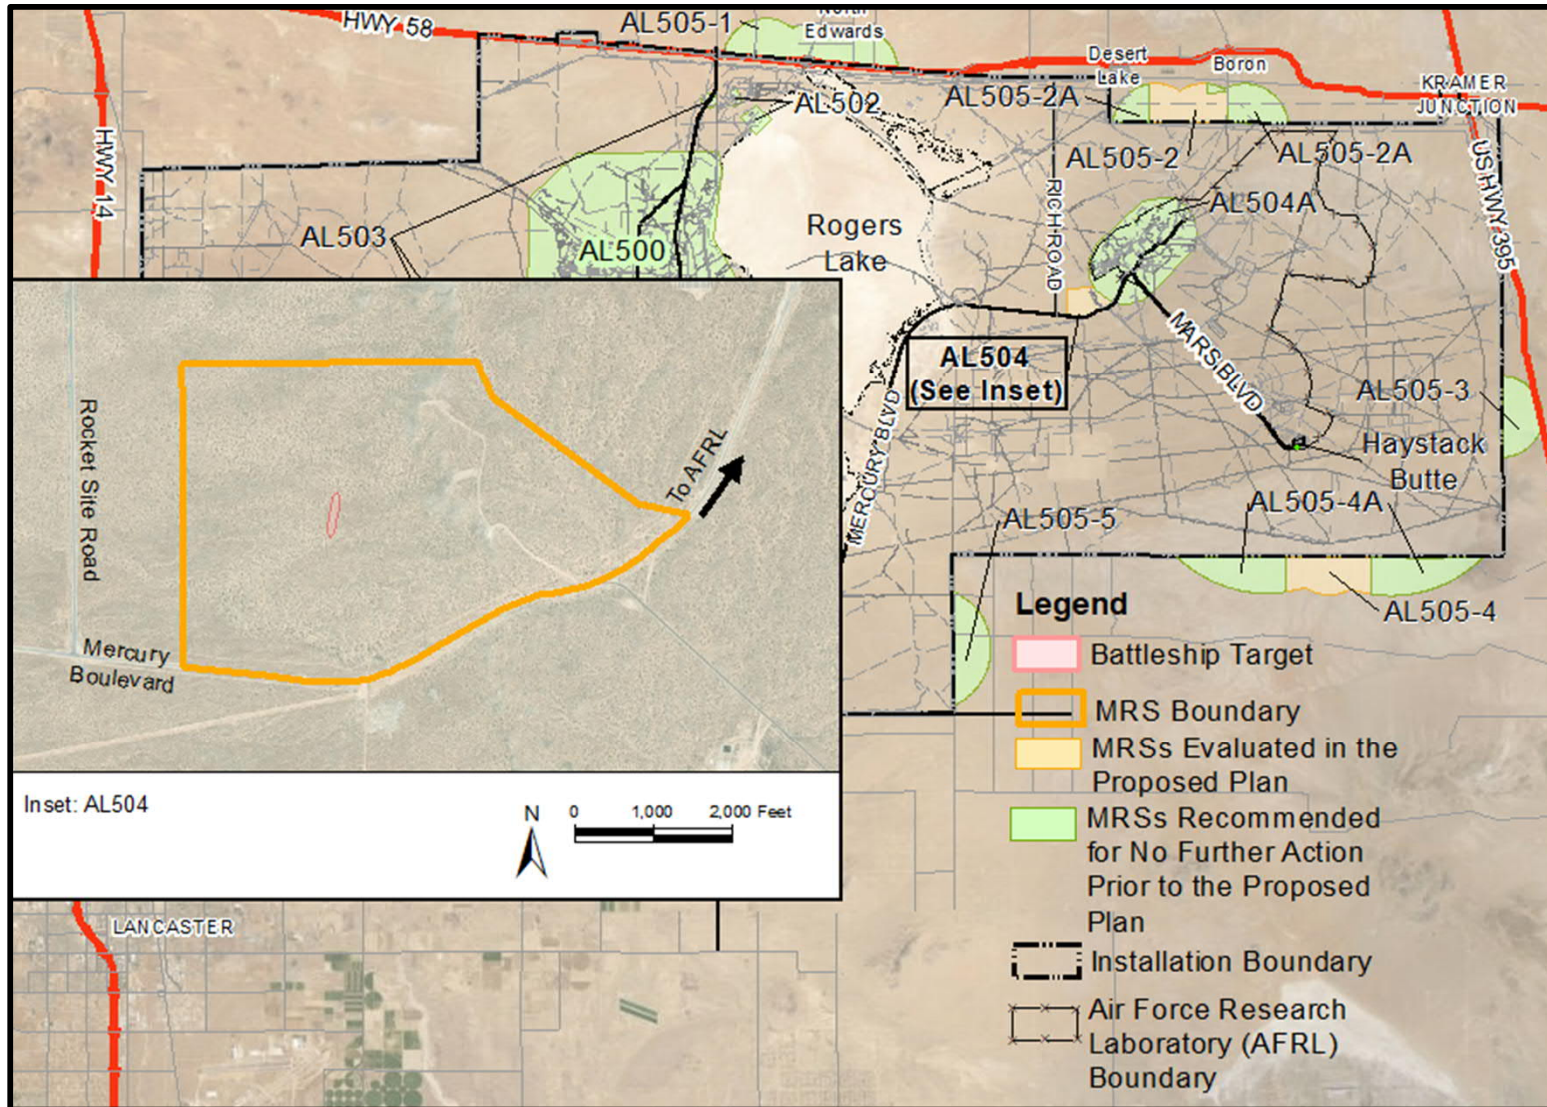 HWY 58
AL505-1
North
Edwards
Desert
Lake
Boron
KRAMER
JUNCTION
AL502
AL505-2A
HWY 14
AL505-2
AL505-2A
US HWY 395
RICH ROAD
AL504A
AL503
AL500
Rogers
Lake
AL504
(See Inset)
MARS BLVD
MERCURY BLVD
AL505-3
Haystack
Butte
AL505-4A
AL505-5
AL505-4
Rocket Site Road
To AFRL
Mercury
Boulevard
Inset: AL504
N
0 1,000 2,000 Feet
LANCASTER
Legend
Battleship Target
MRS Boundary
MRSs Evaluated in the
Proposed Plan
MRSs Recommended
for No Further Action
Prior to the Proposed
Plan
Installation Boundary
Air Force Research
Laboratory (AFRL)
Boundary